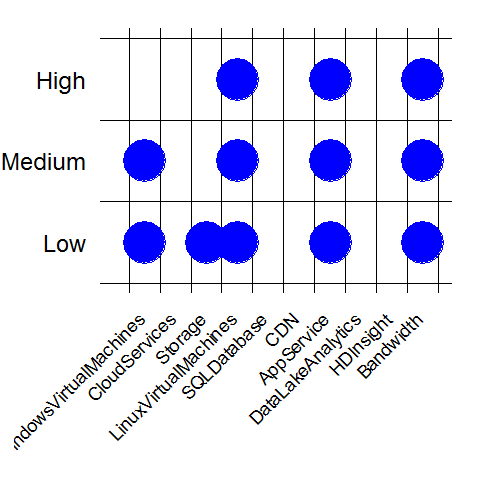 High
Medium
Low
ndowsVirtualMachines
CloudServices
Storage
LinuxVirtualMachines
SQLDatabase
CDN
AppService
DataLakeAnalytics
HDInsight
Bandwidth